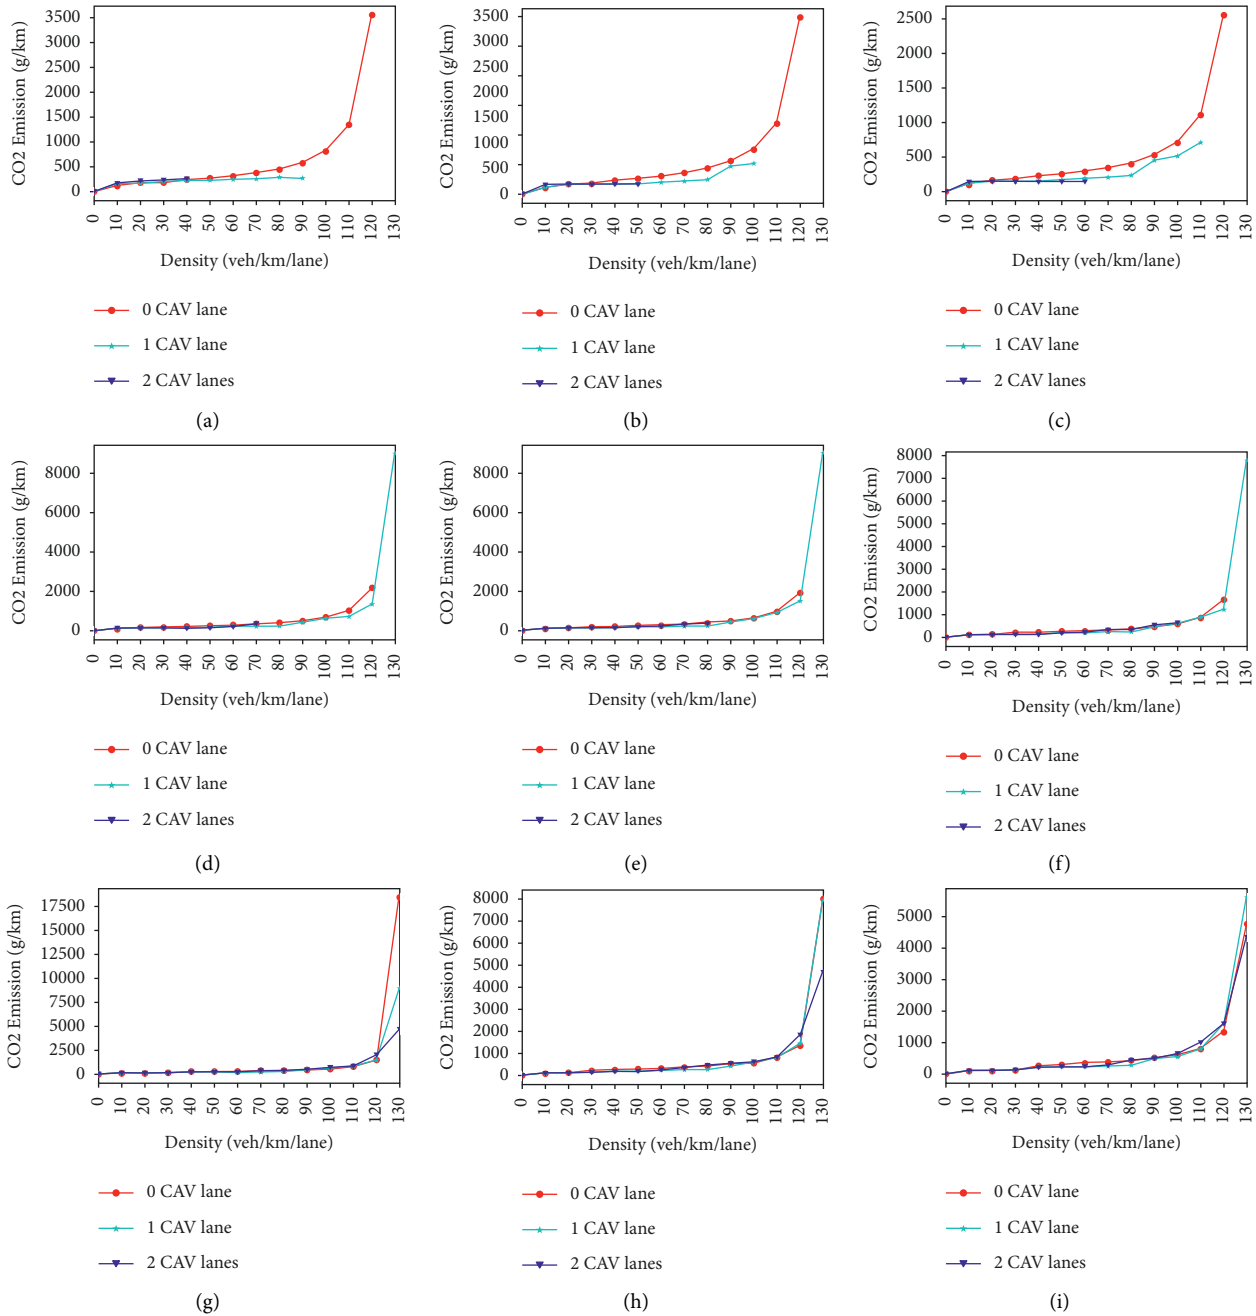 CO2 Emission (g/km)
3500
3000
2500
2000
1500
1000
500
0
0 10 20 30 40 50 60 70 80 90 100 110 120 130
Density (veh/km/lane)
0 CAV lane
1 CAV lane
2 CAV lanes
(a)
CO2 Emission (g/km)
3500
3000
2500
2000
1500
1000
500
0
0 10 20 30 40 50 60 70 80 90 100 110 120 130
Density (veh/km/lane)
0 CAV lane
1 CAV lane
2 CAV lanes
(b)
CO2 Emission (g/km)
2500
2000
1500
1000
500
0
0 10 20 30 40 50 60 70 80 90 100 110 120 130
Density (veh/km/lane)
0 CAV lane
1 CAV lane
2 CAV lanes
(c)
CO2 Emission (g/km)
8000
6000
4000
2000
0
0 10 20 30 40 50 60 70 80 90 100 110 120 130
Density (veh/km/lane)
0 CAV lane
1 CAV lane
2 CAV lanes
(d)
CO2 Emission (g/km)
8000
6000
4000
2000
0
0 10 20 30 40 50 60 70 80 90 100 110 120 130
Density (veh/km/lane)
0 CAV lane
1 CAV lane
2 CAV lanes
(e)
CO2 Emission (g/km)
8000
7000
6000
5000
4000
3000
2000
1000
0
0 10 20 30 40 50 60 70 80 90 100 110 120 130
Density (veh/km/lane)
0 CAV lane
1 CAV lane
2 CAV lanes
(f)
CO2 Emission (g/km)
17500
15000
12500
10000
7500
5000
2500
0
0 10 20 30 40 50 60 70 80 90 100 110 120 130
Density (veh/km/lane)
0 CAV lane
1 CAV lane
2 CAV lanes
(g)
CO2 Emission (g/km)
8000
7000
6000
5000
4000
3000
2000
1000
0
0 10 20 30 40 50 60 70 80 90 100 110 120 130
Density (veh/km/lane)
0 CAV lane
1 CAV lane
2 CAV lanes
(h)
CO2 Emission (g/km)
5000
4000
3000
2000
1000
0
0 10 20 30 40 50 60 70 80 90 100 110 120 130
Density (veh/km/lane)
0 CAV lane
1 CAV lane
2 CAV lanes
(i)